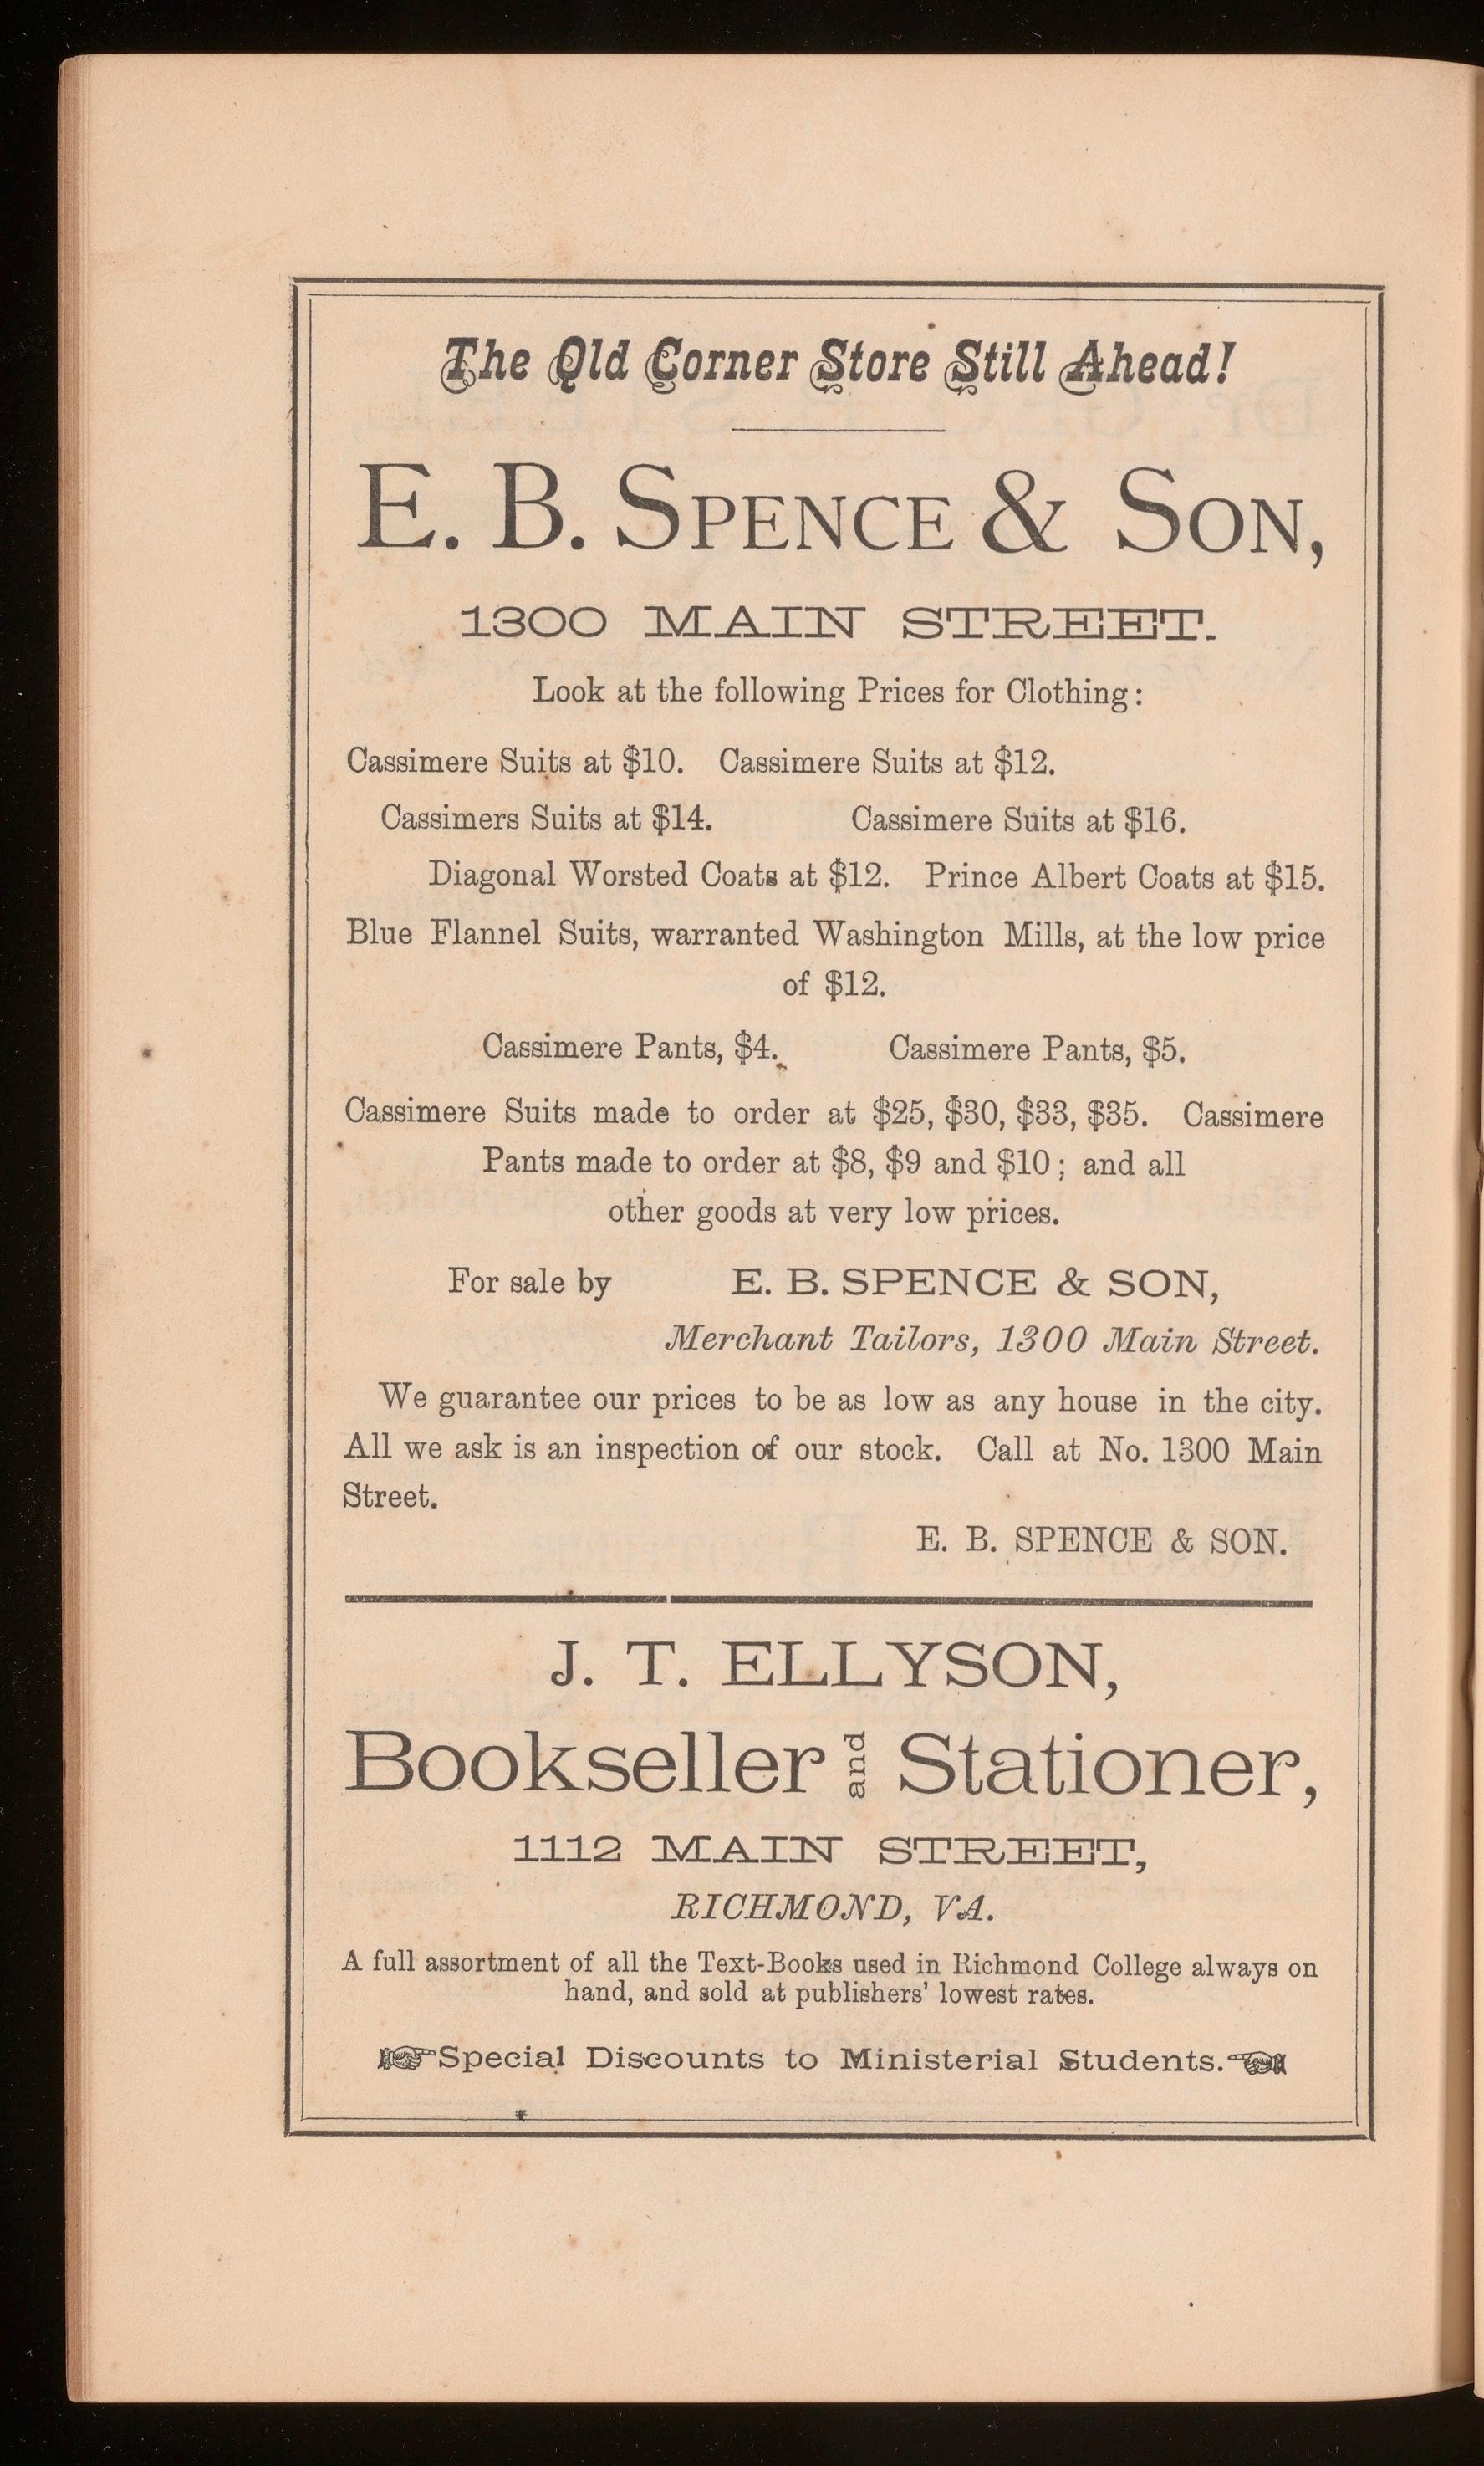 The Old Corner Store Still Ahead!
E. B. SPENCE & SON,
1300 MAIN STREET.
Look at the following Prices for Clothing:
Cassimere Suits at $10. Cassimere Suits at $12.
Cassimers Suits at $14. Cassimere Suits at $16.
Diagonal Worsted Coats at $12. Prince Albert Coats at $15.
Blue Flannel Suits, warranted Washington Mills, at the low price
of $12.
Cassimere Pants, $4. Cassimere Pants, $5.
Cassimere Suits made to order at $25, $30, $33, $35. Cassimere
Pants made to order at $8, $9 and $10; and all
other goods at very low prices.
For sale by E. B. SPENCE & SON,
Merchant Tailors, 1300 Main Street.
We guarantee our prices to be as low as any house in the city.
All we ask is an inspection of our stock. Call at No. 1300 Main
Street.
E. B. SPENCE & SON.
J. T. ELLYSON,
Bookseller and Stationer,
1112 MAIN STREET,
RICHMOND, VA.
A full assortment of all the Text-Books used in Richmond College always on
hand, and sold at publishers' lowest rates.
☞Special Discounts to Ministerial Students.☜